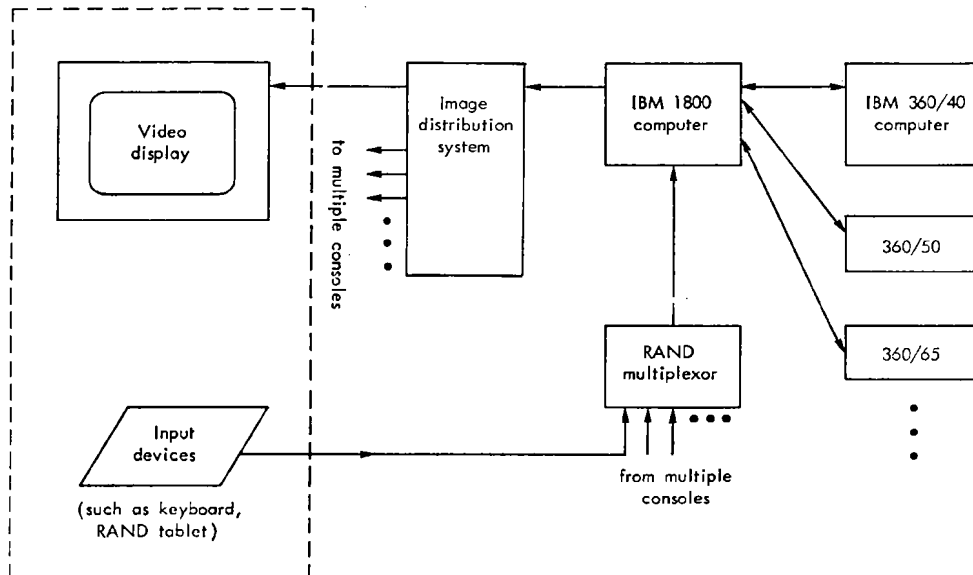 Video
display
Image
distribution
system
IBM 1800
computer
IBM 360/40
computer
to multiple consoles
360/50
360/65
RAND
multiplexor
Input
devices
from multiple
consoles
(such as keyboard,
RAND tablet)